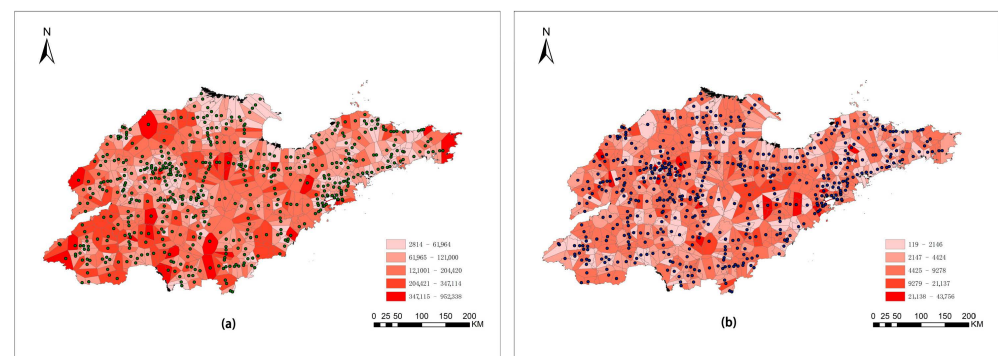 N
2814 - 61,964
61,965 - 121,000
12,1001 - 204,420
204,421 - 347,114
347,115 - 952,338
(a)
0 25 50 100 150 200
KM
N
119 - 2146
2147 - 4424
4425 - 9278
9279 - 21,137
21,138 - 43,756
(b)
0 25 50 100 150 200
KM